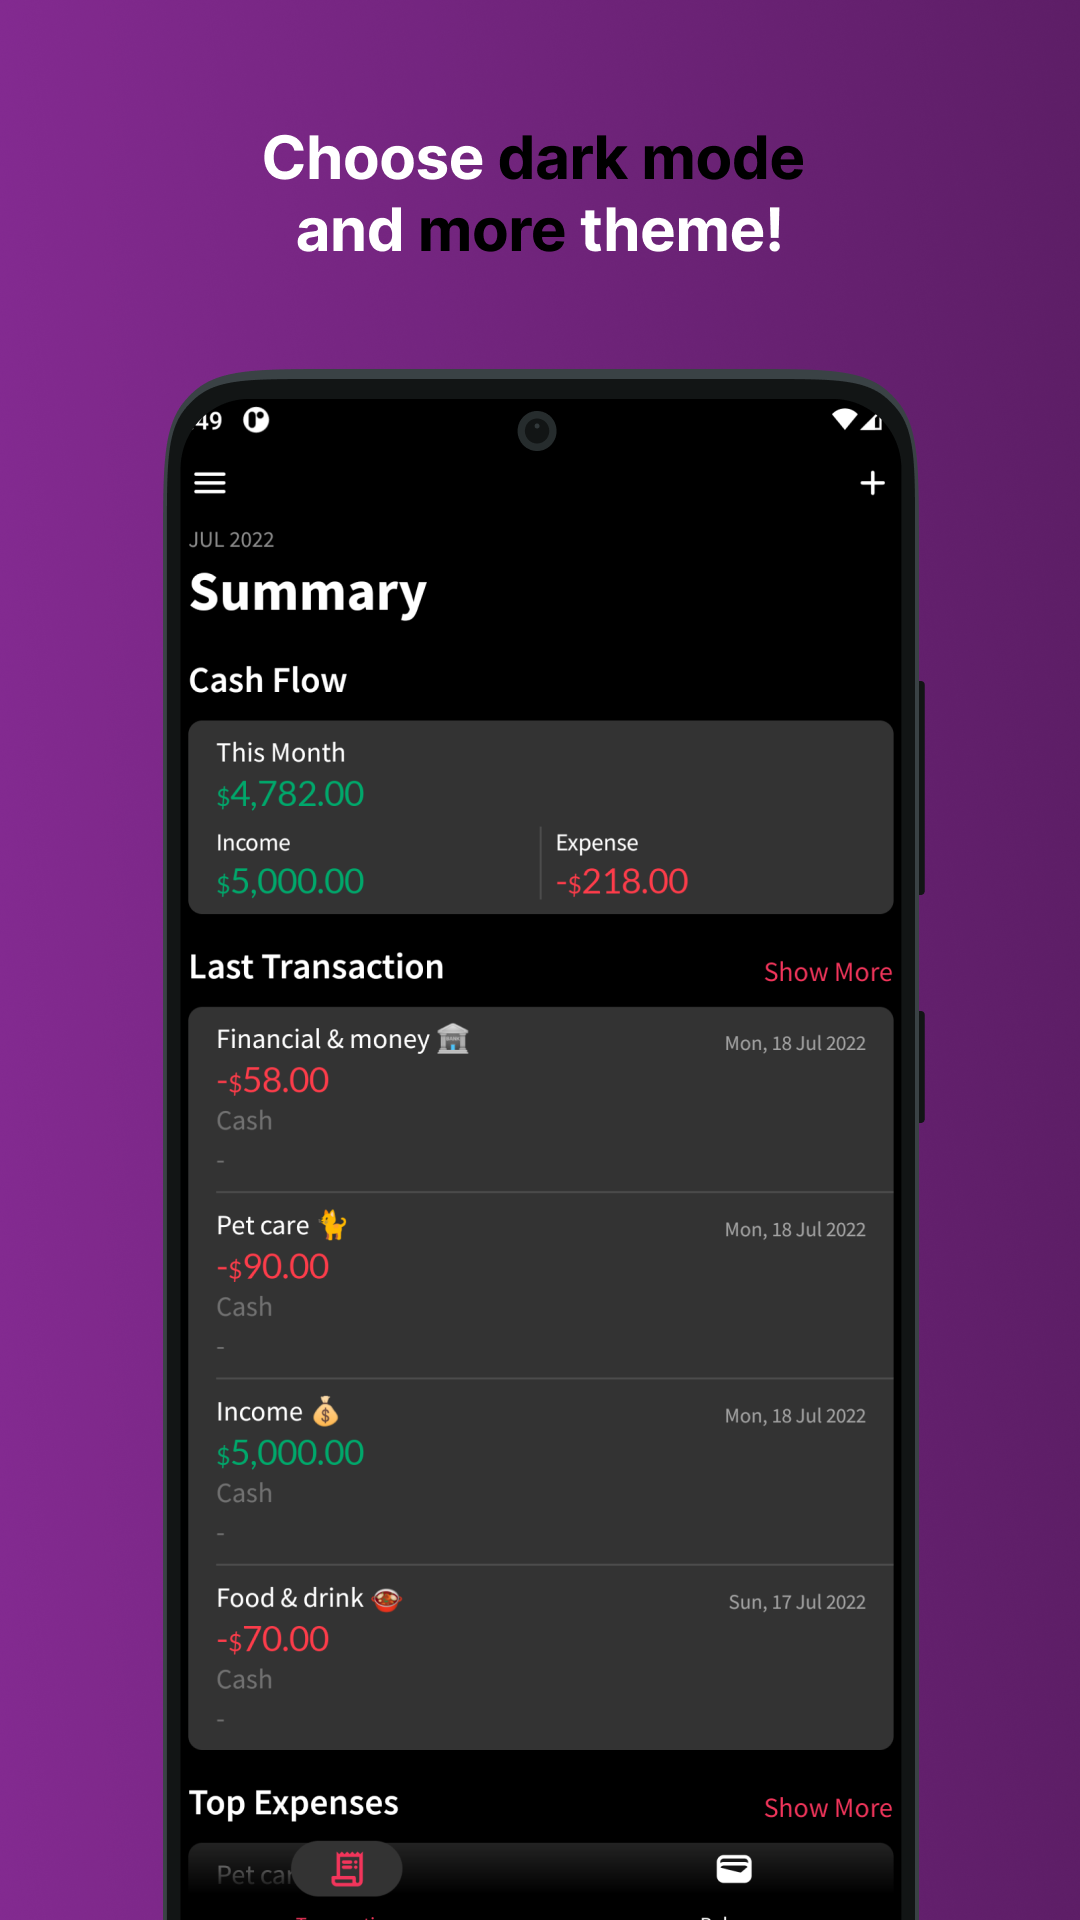 Choose dark mode
and more theme!
49
JUL 2022
Summary
Cash Flow
This Month
$4,782.00
Income
Expense
$5,000.00
-$218.00
Last Transaction
Show More
Financial & money
Mon, 18 Jul 2022
-$58.00
Cash
-
Pet care
Mon, 18 Jul 2022
-$90.00
Cash
-
Income
Mon, 18 Jul 2022
$5,000.00
Cash
-
Food & drink
Sun, 17 Jul 2022
-$70.00
Cash
-
Top Expenses
Show More
Pet car